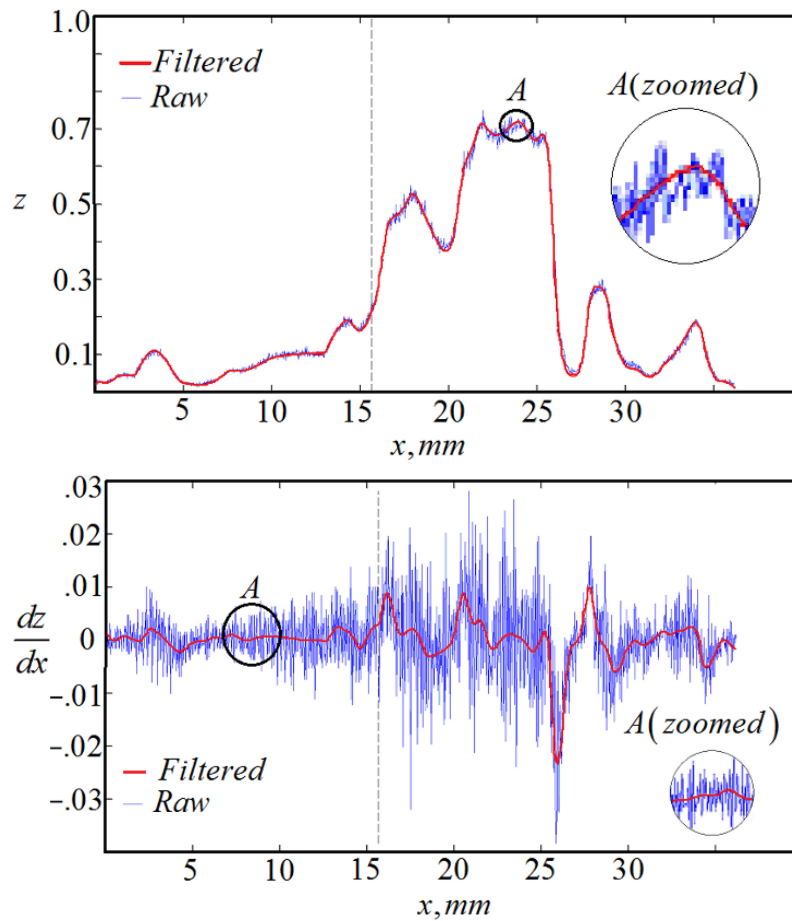 1.0
Filtered
Raw
A
A(zoomed)
0.7
z
0.5
0.3
0.1
5 10 15 20 25 30
x, mm
.03
.02
.01
A
dz
dx
0
-.01
-.02
A(zoomed)
Filtered
-.03
Raw
5 10 15 20 25 30
x, mm